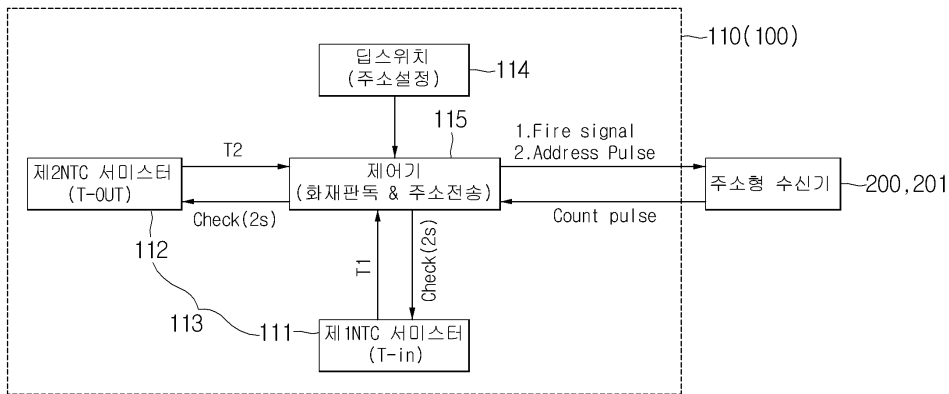 110(100)
딥스위치
(주소설정)
114
115
1.Fire signal
2.Address Pulse
제2NTC 서미스터
(T-OUT)
T2
제어기
(화재판독 & 주소전송)
주소형 수신기
200,201
Check(2s)
Count pulse
112
T1
Check(2s)
113
111
제1NTC 서미스터
(T-in)